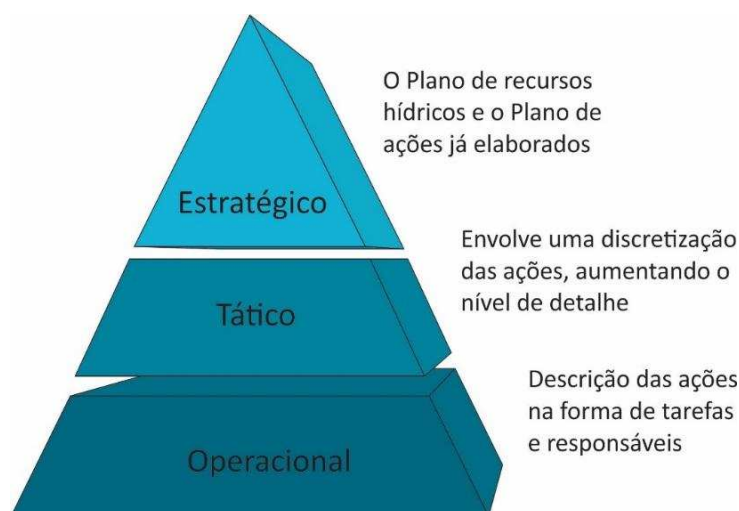 O Plano de recursos
hídricos e o Plano de
ações já elaborados
Estratégico
Envolve uma discretização
das ações, aumentando o
nível de detalhe
Tático
Descrição das ações
na forma de tarefas
e responsáveis
Operacional